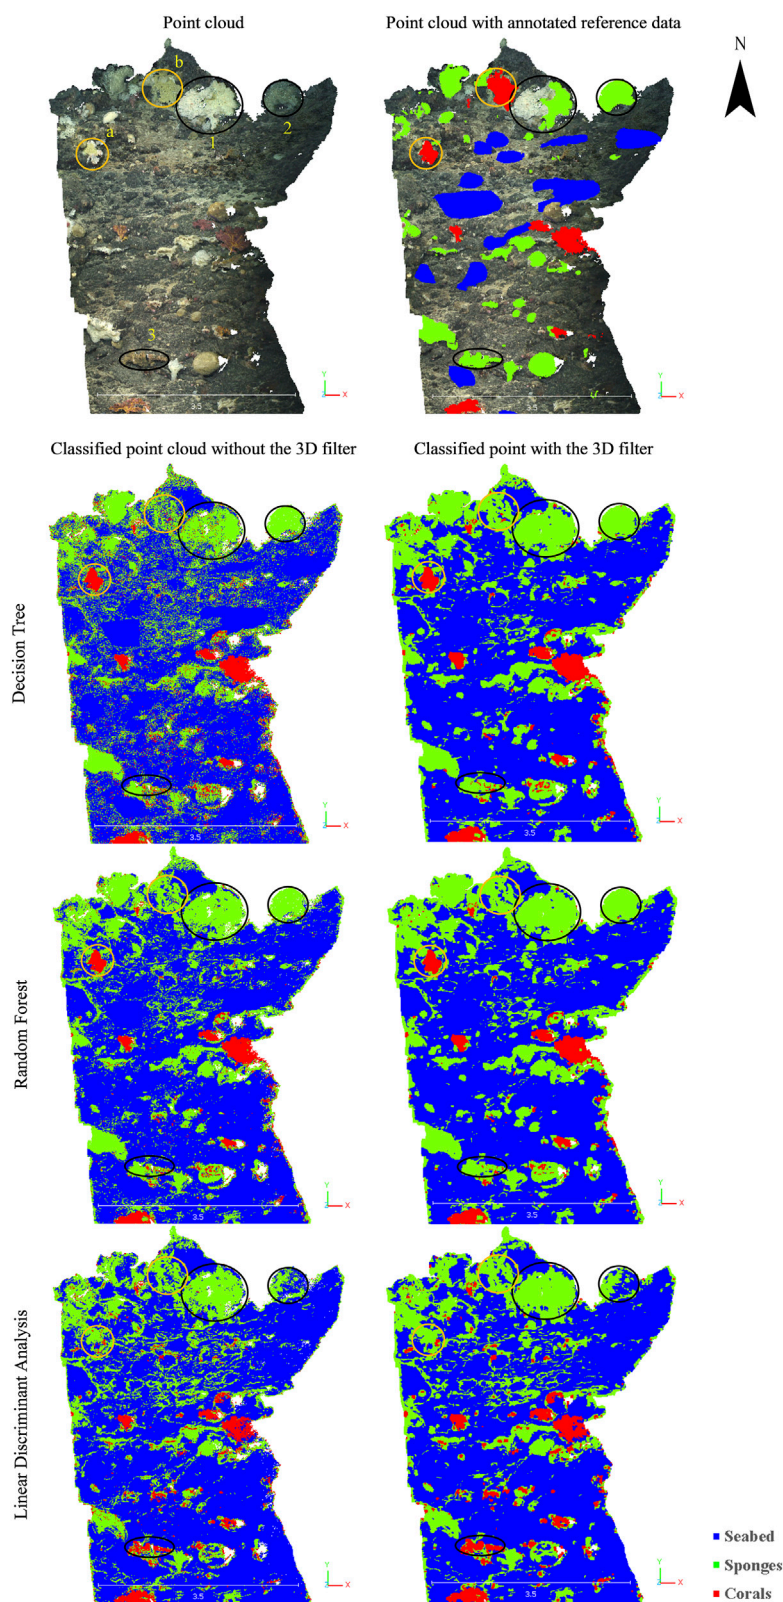 Point cloud
Point cloud with annotated reference data
N
b
a
1
2
3
3.5
Y
Z X
3.5
Y
Z X
Classified point cloud without the 3D filter
Classified point with the 3D filter
Decision Tree
3.5
Y
Z X
3.5
Y
Z X
Random Forest
3.5
Y
Z X
3.5
Y
Z X
Linear Discriminant Analysis
3.5
Y
Z X
3.5
Y
Z X
Seabed
Sponges
Corals